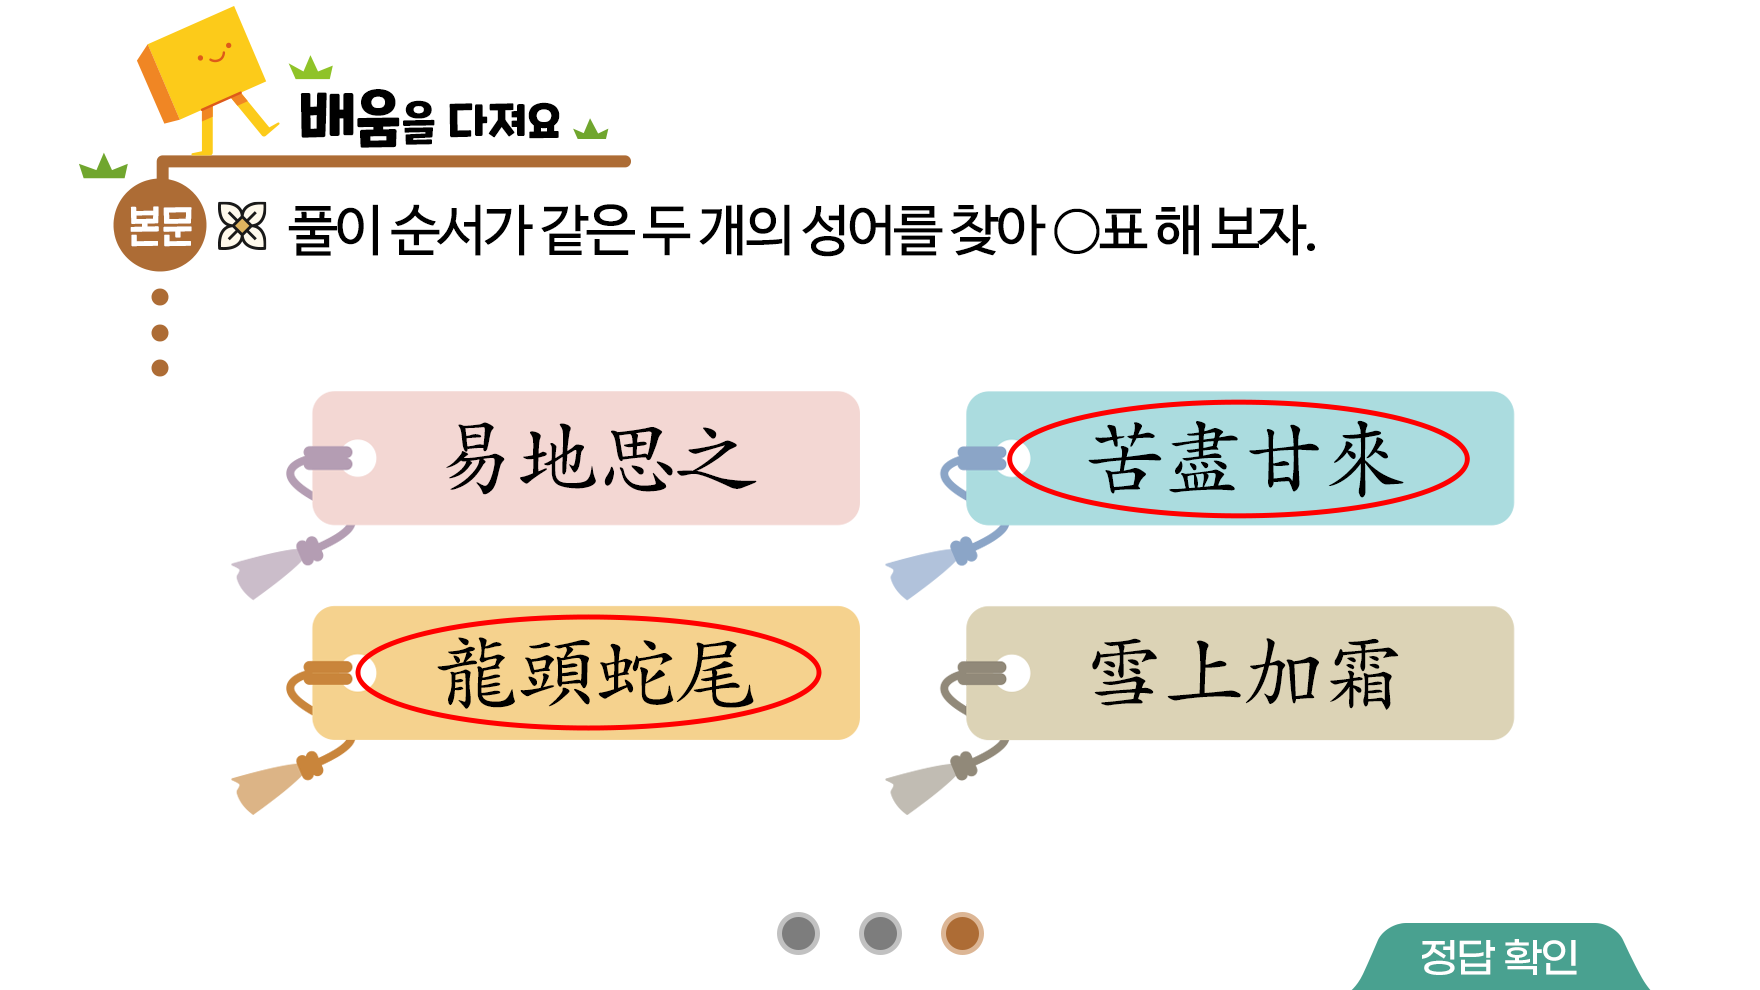 배움을 다져요
본문 풀이 순서가 같은 두 개의 성어를 찾아 ○표 해 보자.
易地思之
苦盡甘來
龍頭蛇尾
雪上加霜
정답 확인